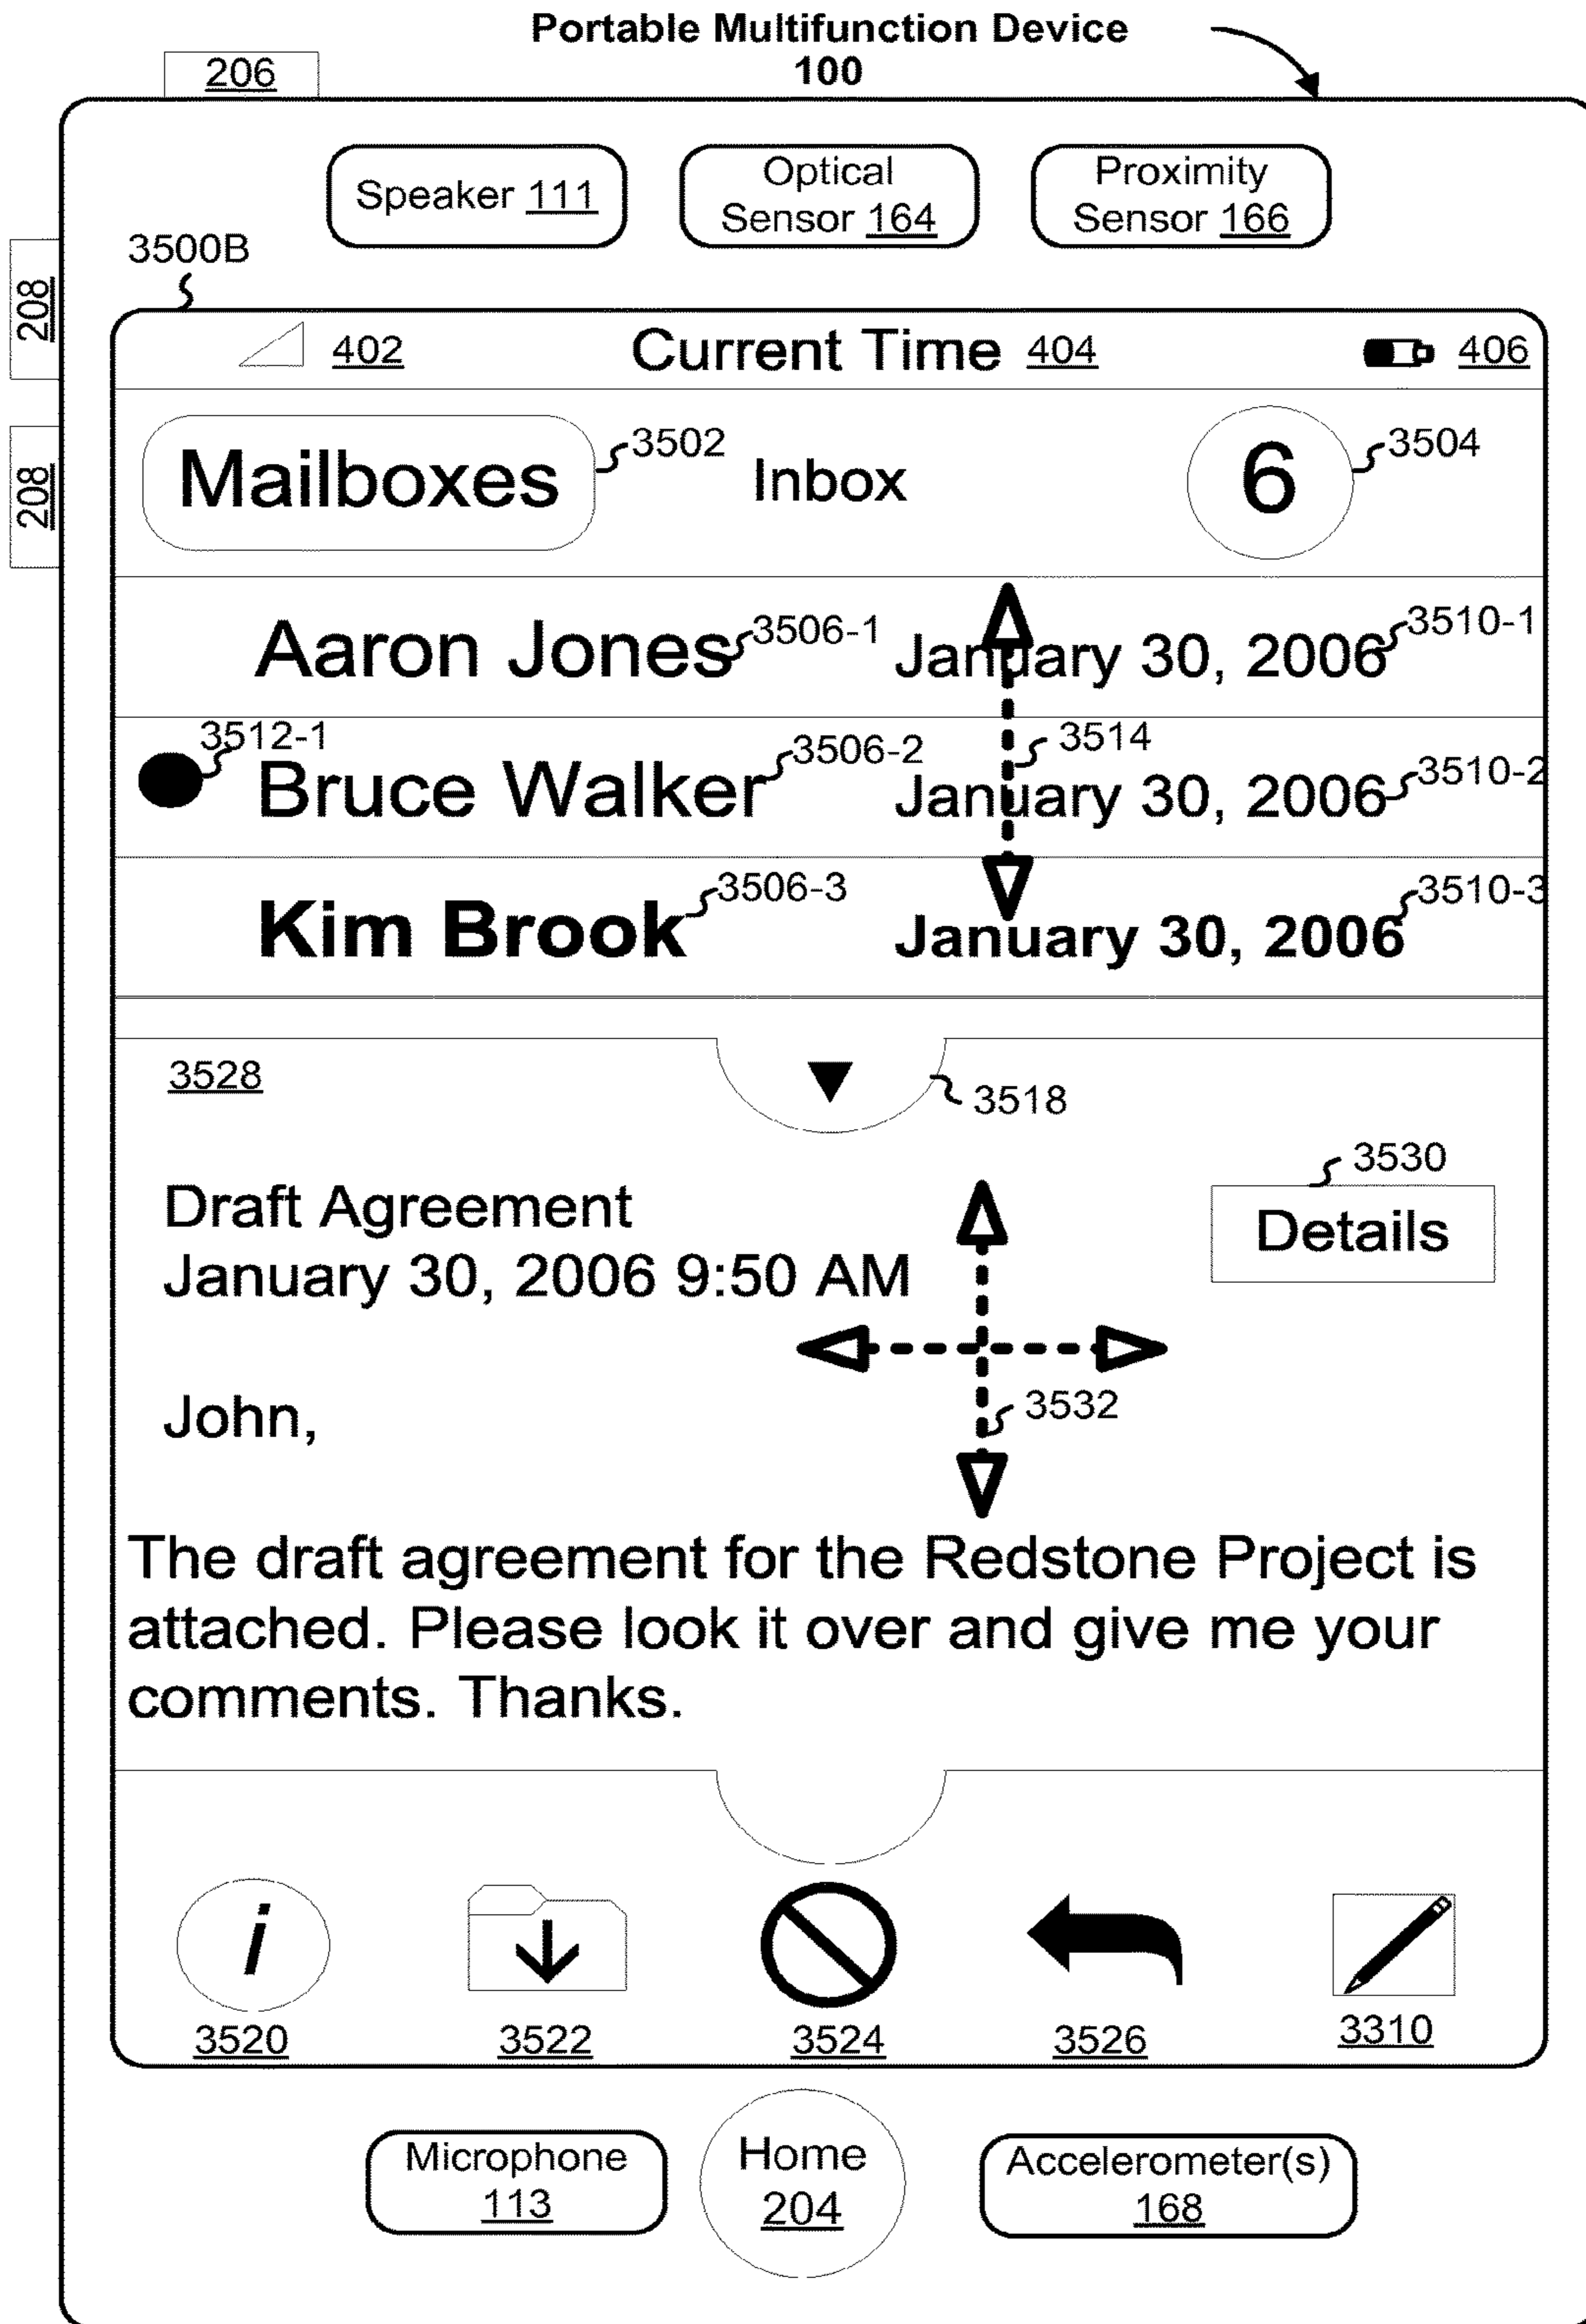 Portable Multifunction Device
100
206
Speaker 111
Optical
Sensor 164
Proximity
Sensor 166
3500B
208
402
Current Time 404
406
208
Mailboxes
3502
Inbox
6
3504
Aaron Jones
3506-1
January 30, 2006
3510-1
3512-1
Bruce Walker
3506-2
3514
January 30, 2006
3510-2
Kim Brook
3506-3
January 30, 2006
3510-3
3528
3518
3530
Draft Agreement
Details
January 30, 2006 9:50 AM
John,
3532
The draft agreement for the Redstone Project is
attached. Please look it over and give me your
comments. Thanks.
i
3520
3522
3524
3526
3310
Microphone
113
Home
204
Accelerometer(s)
168